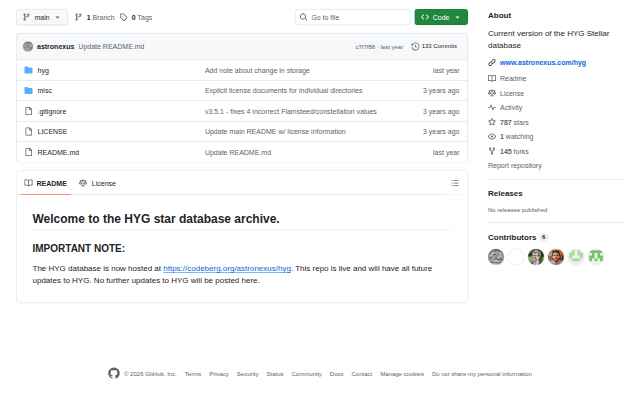 main
1 Branch
0 Tags
Go to file
Code
astronexus Update README.md
c7f7f86 · last year
133 Commits
hyg Add note about change in storage last year
misc Explicit license documents for individual directories 3 years ago
.gitignore v3.5.1 - fixes 4 incorrect Flamsteed/constellation values 3 years ago
LICENSE Update main README w/ license information 3 years ago
README.md Update README.md last year
README License
Welcome to the HYG star database archive.
IMPORTANT NOTE:
The HYG database is now hosted at https://codeberg.org/astronexus/hyg. This repo is live and will have all future
updates to HYG. No further updates to HYG will be posted here.
About
Current version of the HYG Stellar
database
www.astronexus.com/hyg
Readme
License
Activity
787 stars
1 watching
145 forks
Report repository
Releases
No releases published
Contributors 6
© 2026 GitHub, Inc. Terms Privacy Security Status Community Docs Contact Manage cookies Do not share my personal information